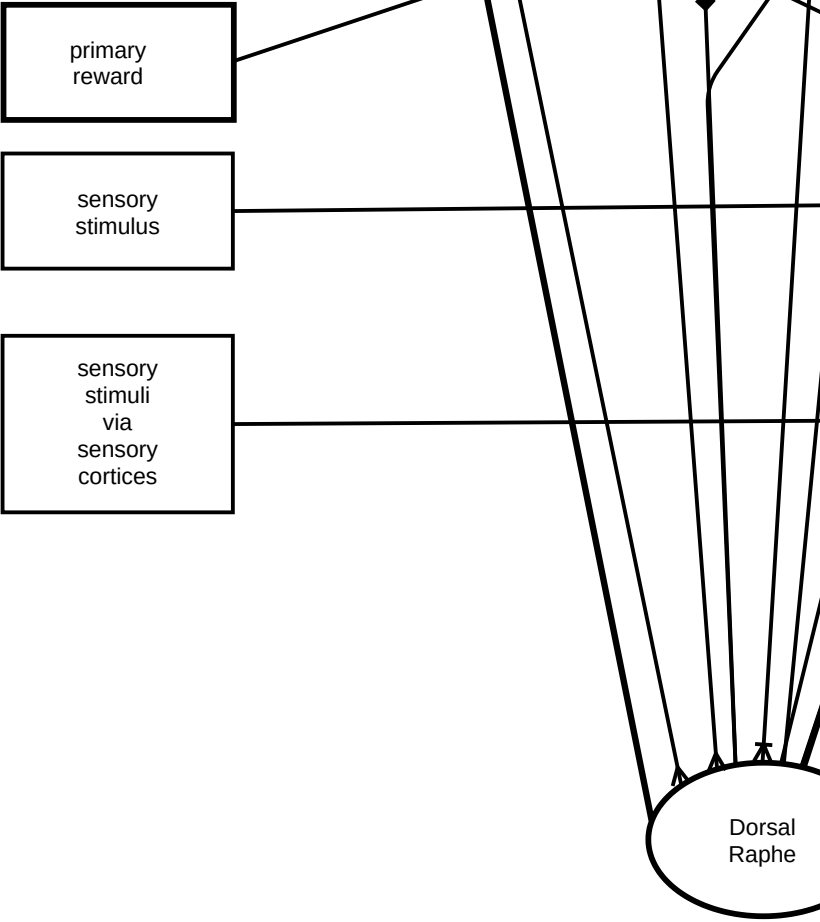 primary
reward
sensory
stimulus
sensory
stimuli
via
sensory
cortices
Dorsal
Raphe